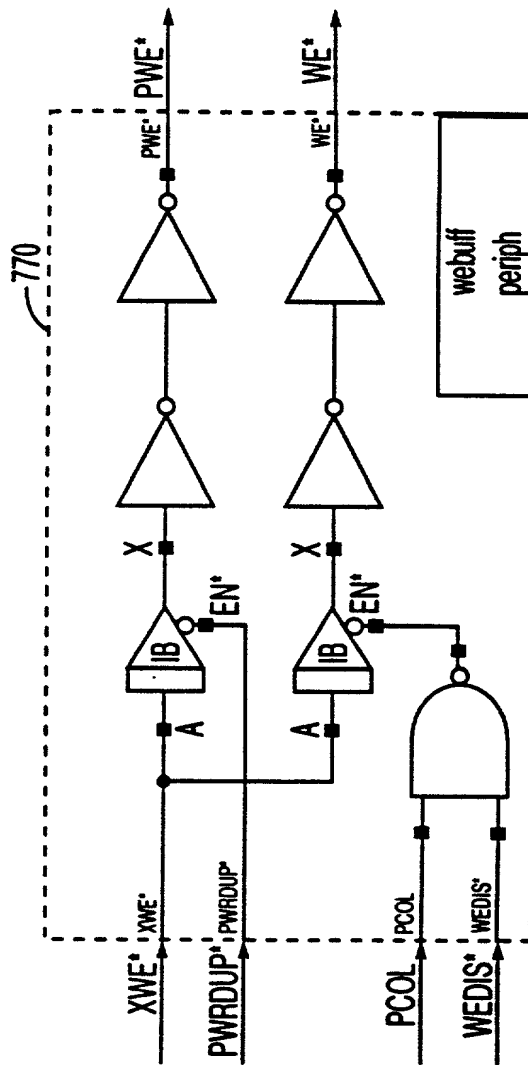 770
XWE*
XWE*
A
IB
X
EN*
PWE*
PWE*
PWRDUP*
PWRDUP*
A
IB
X
EN*
WE*
WE*
PCOL
PCOL
WEDIS*
WEDIS*
webuff
periph